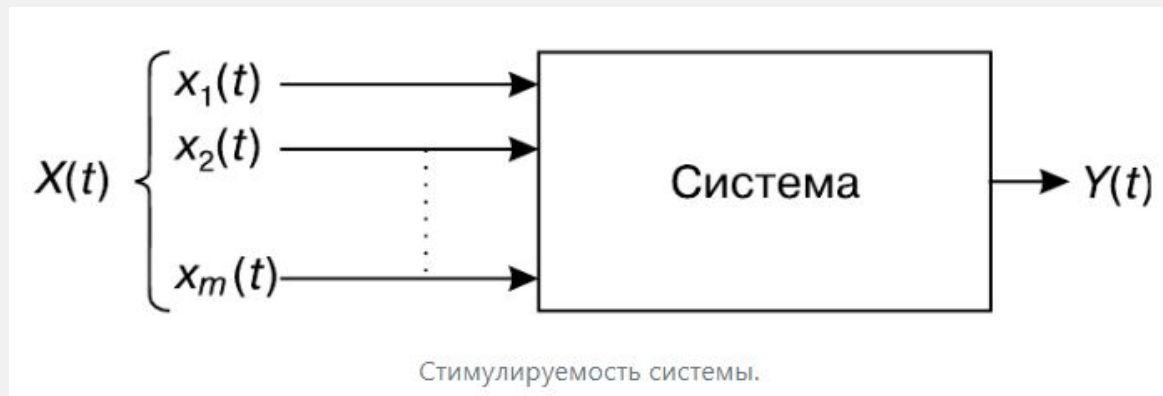 x₁(t)
x₂(t)
X(t)
Система
Y(t)
xₘ(t)
Стимулируемость системы.